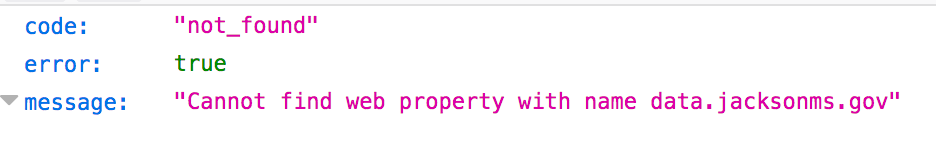 code: "not_found"
error: true
message: "Cannot find web property with name data.jacksonms.gov"